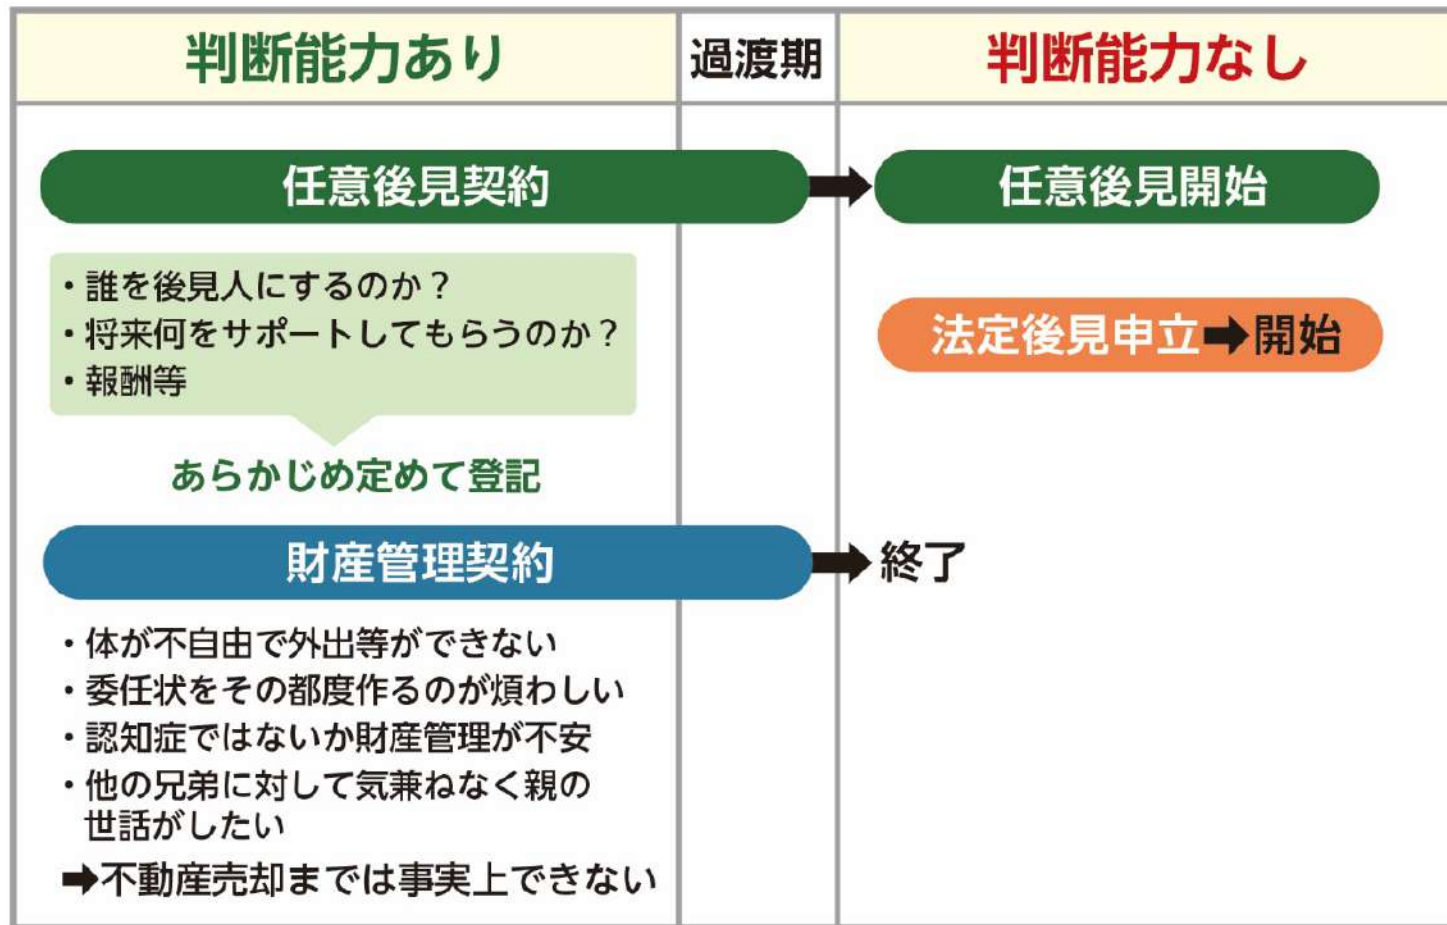 判断能力あり
過渡期
判断能力なし
任意後見契約
➡
任意後見開始
・誰を後見人にするのか？
・将来何をサポートしてもらうのか？
・報酬等
あらかじめ定めて登記
法定後見申立➡開始
財産管理契約
➡終了
・体が不自由で外出等ができない
・委任状をその都度作るのが煩わしい
・認知症ではないか財産管理が不安
・他の兄弟に対して気兼ねなく親の
世話がしたい
➡不動産売却までは事実上できない